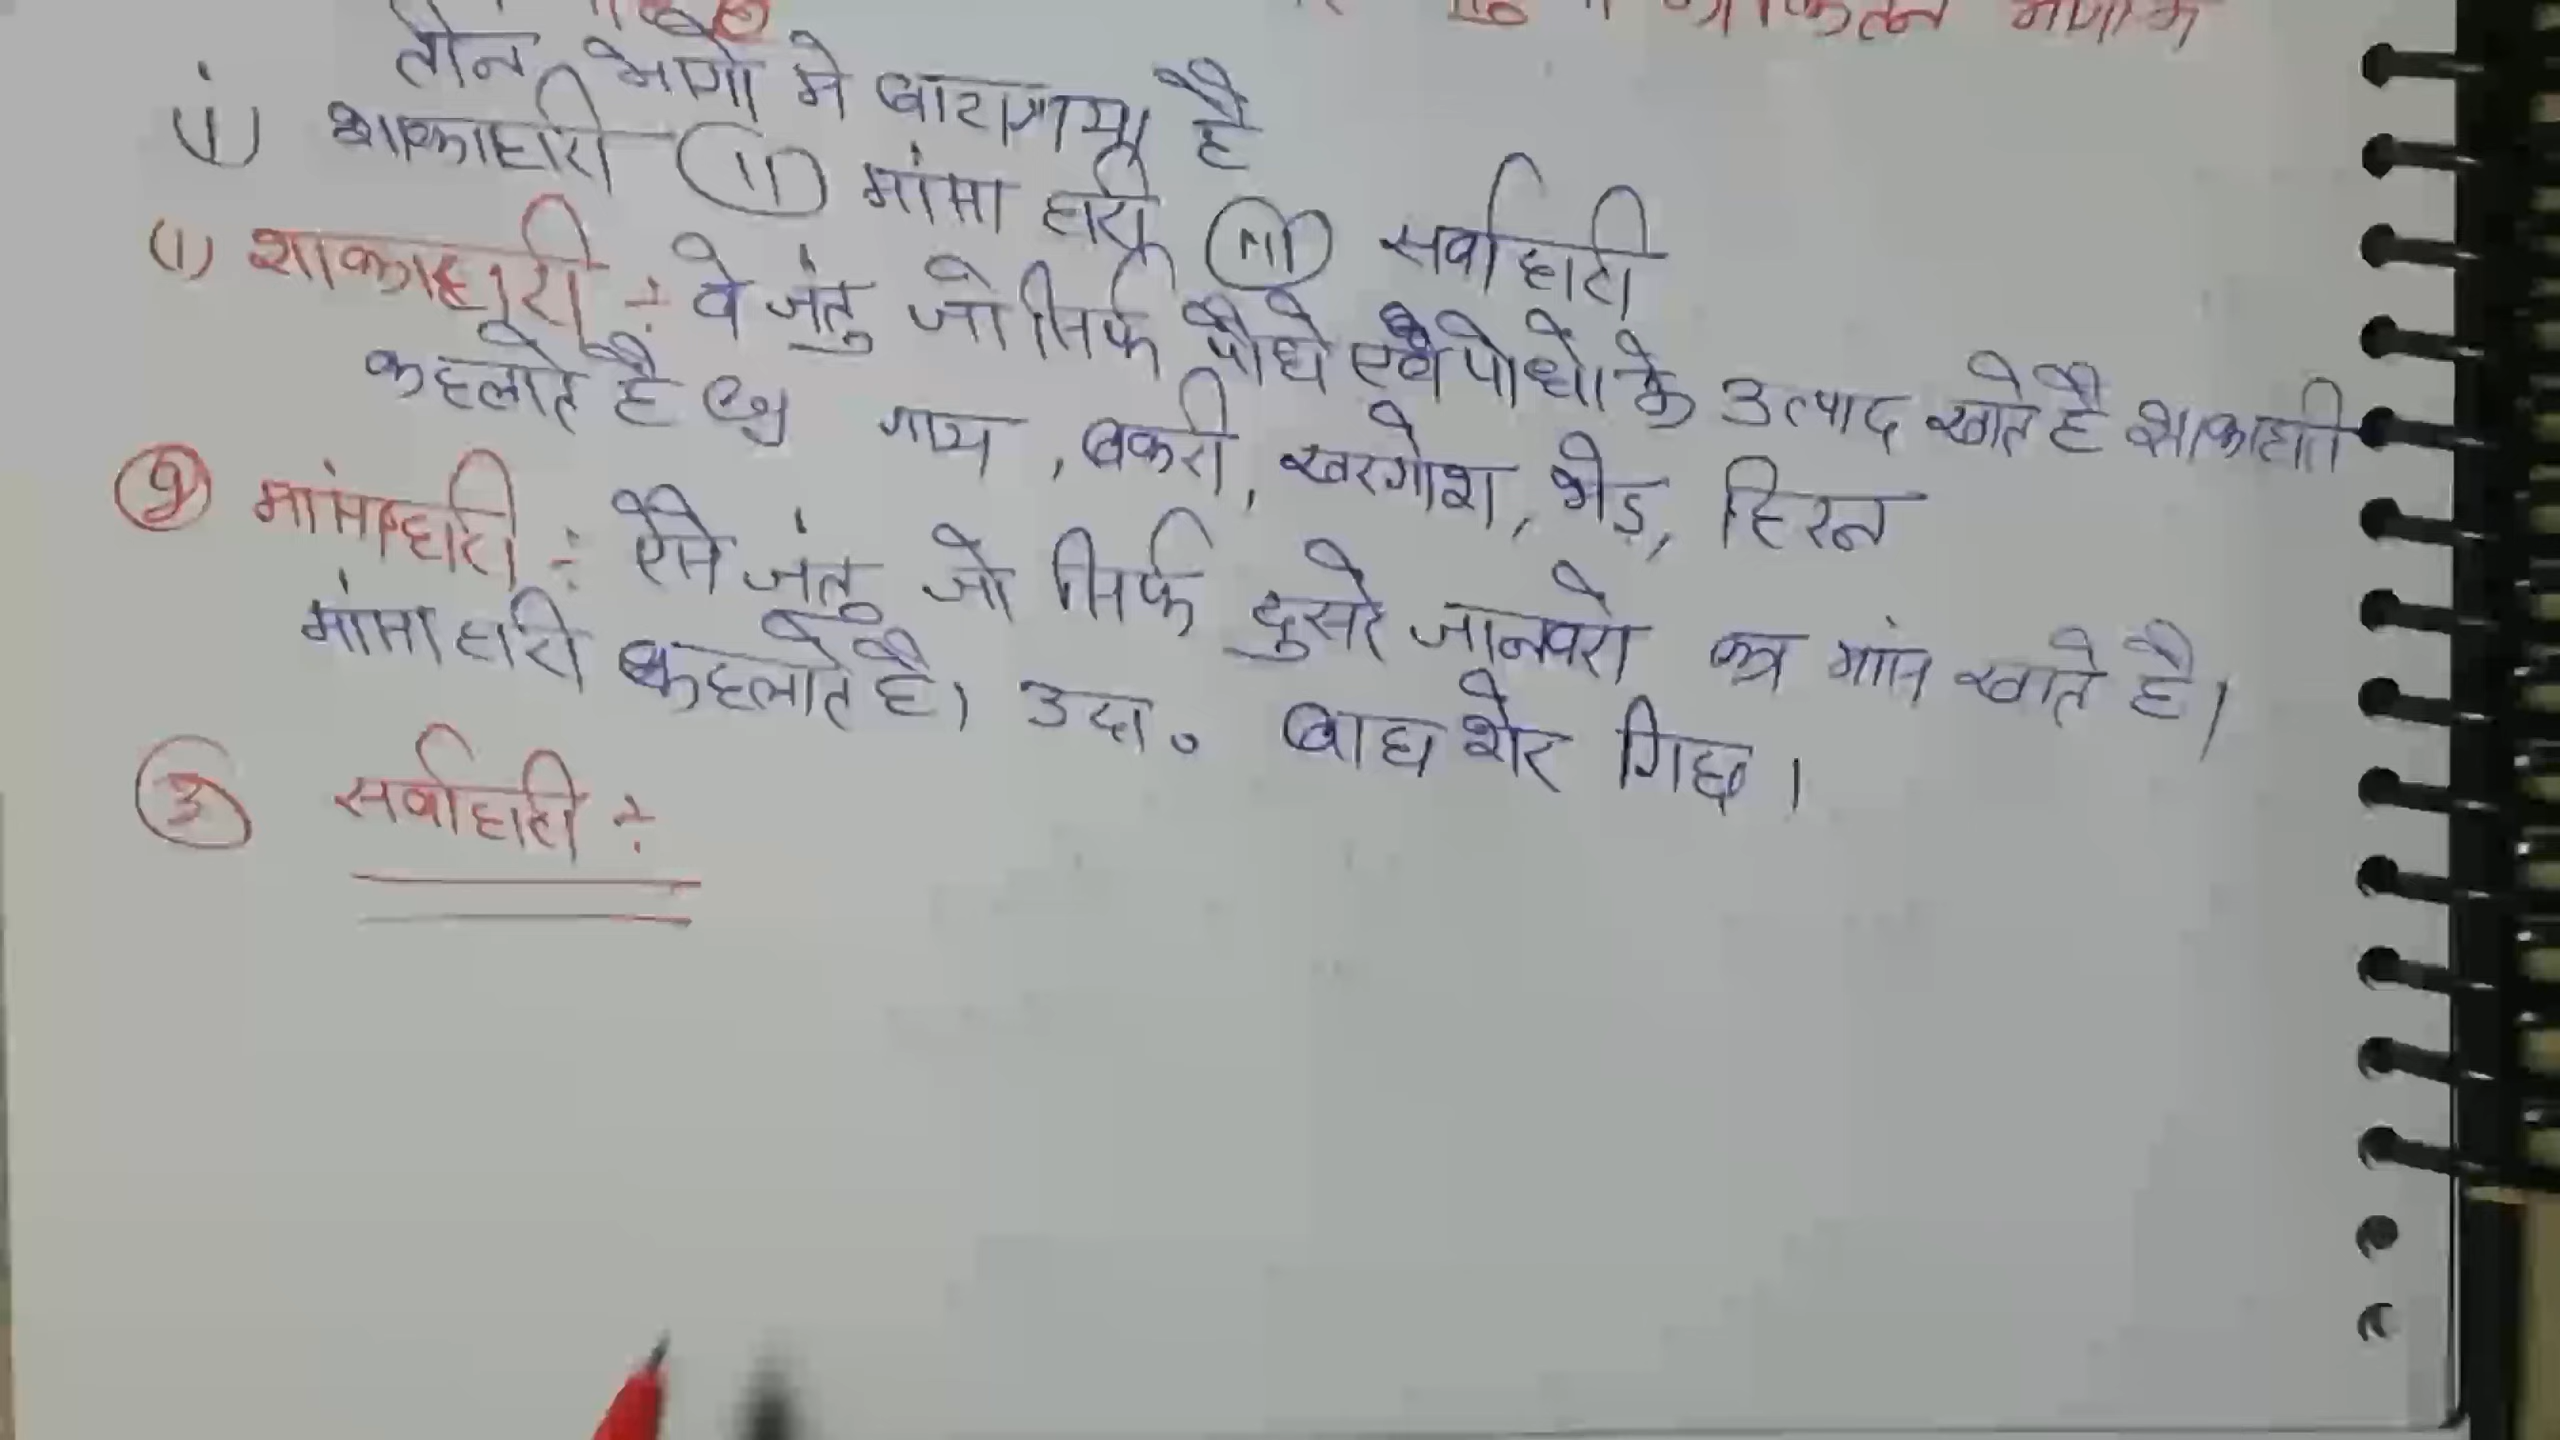 तीन भागो मे बाटा गया है
(i) शाकाहारी (ii) मांसाहारी (iii) सर्वाहारी
(1) शाकाहारी ÷ वे जंतु जो सिर्फ पौधे एवं पौधो के उत्पाद खाते है शाकाहारी
कहलाते है eg गाय, बकरी, खरगोश, भेड़, हिरन
(2) मांसाहारी ÷ ऐसे जंतु जो सिर्फ दुसरे जानवरो का मांस खाते है।
मांसाहारी कहलाते है। उदा० बाघ शेर गिद्ध।
(3) सर्वाहारी ÷